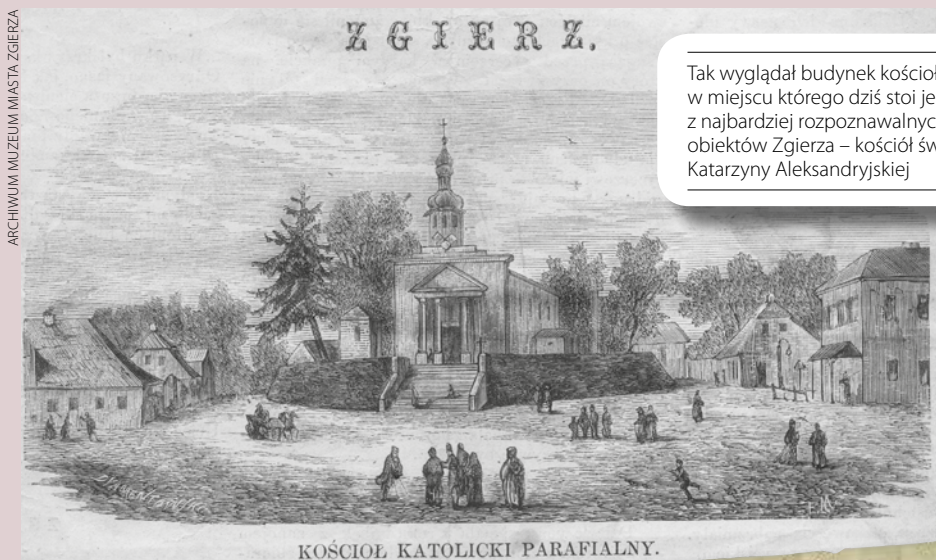 ZGIERZ.
ARCHIWUM MUZEUM MIASTA ZGIERZA
Tak wyglądał budynek kościoł
w miejscu którego dziś stoi je
z najbardziej rozpoznawalnyc
obiektów Zgierza – kościół św
Katarzyny Aleksandryjskiej
KOŚCIOŁ KATOLICKI PARAFIALNY.